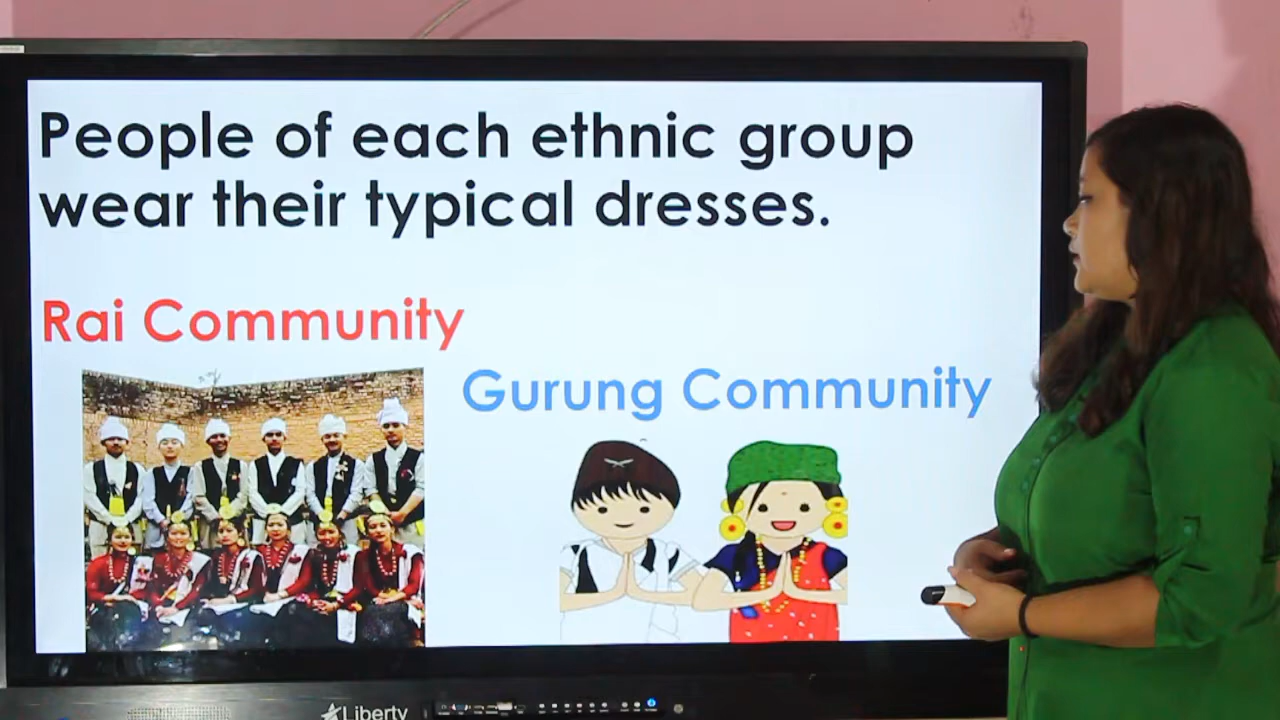 People of each ethnic group
wear their typical dresses.
Rai Community
Gurung Community
Liberty